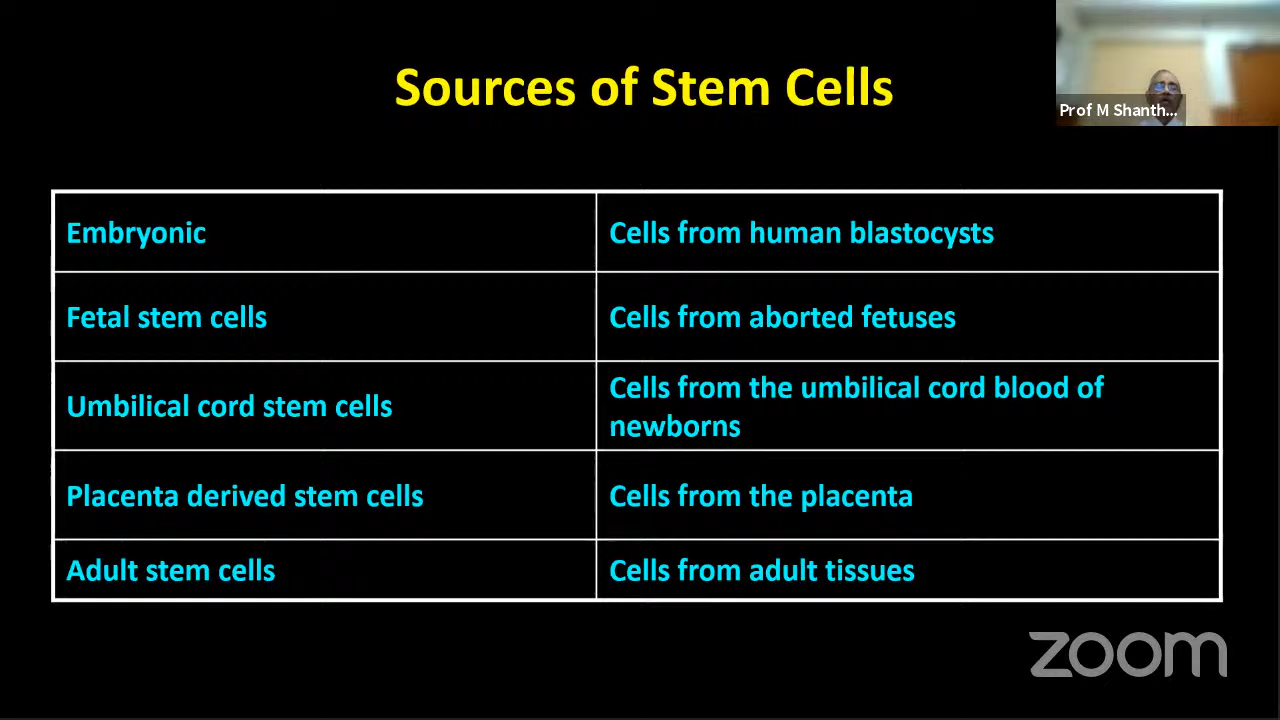 Sources of Stem Cells
Prof M Shanth...
Embryonic
Cells from human blastocysts
Fetal stem cells
Cells from aborted fetuses
Umbilical cord stem cells
Cells from the umbilical cord blood of
newborns
Placenta derived stem cells
Cells from the placenta
Adult stem cells
Cells from adult tissues
zoom